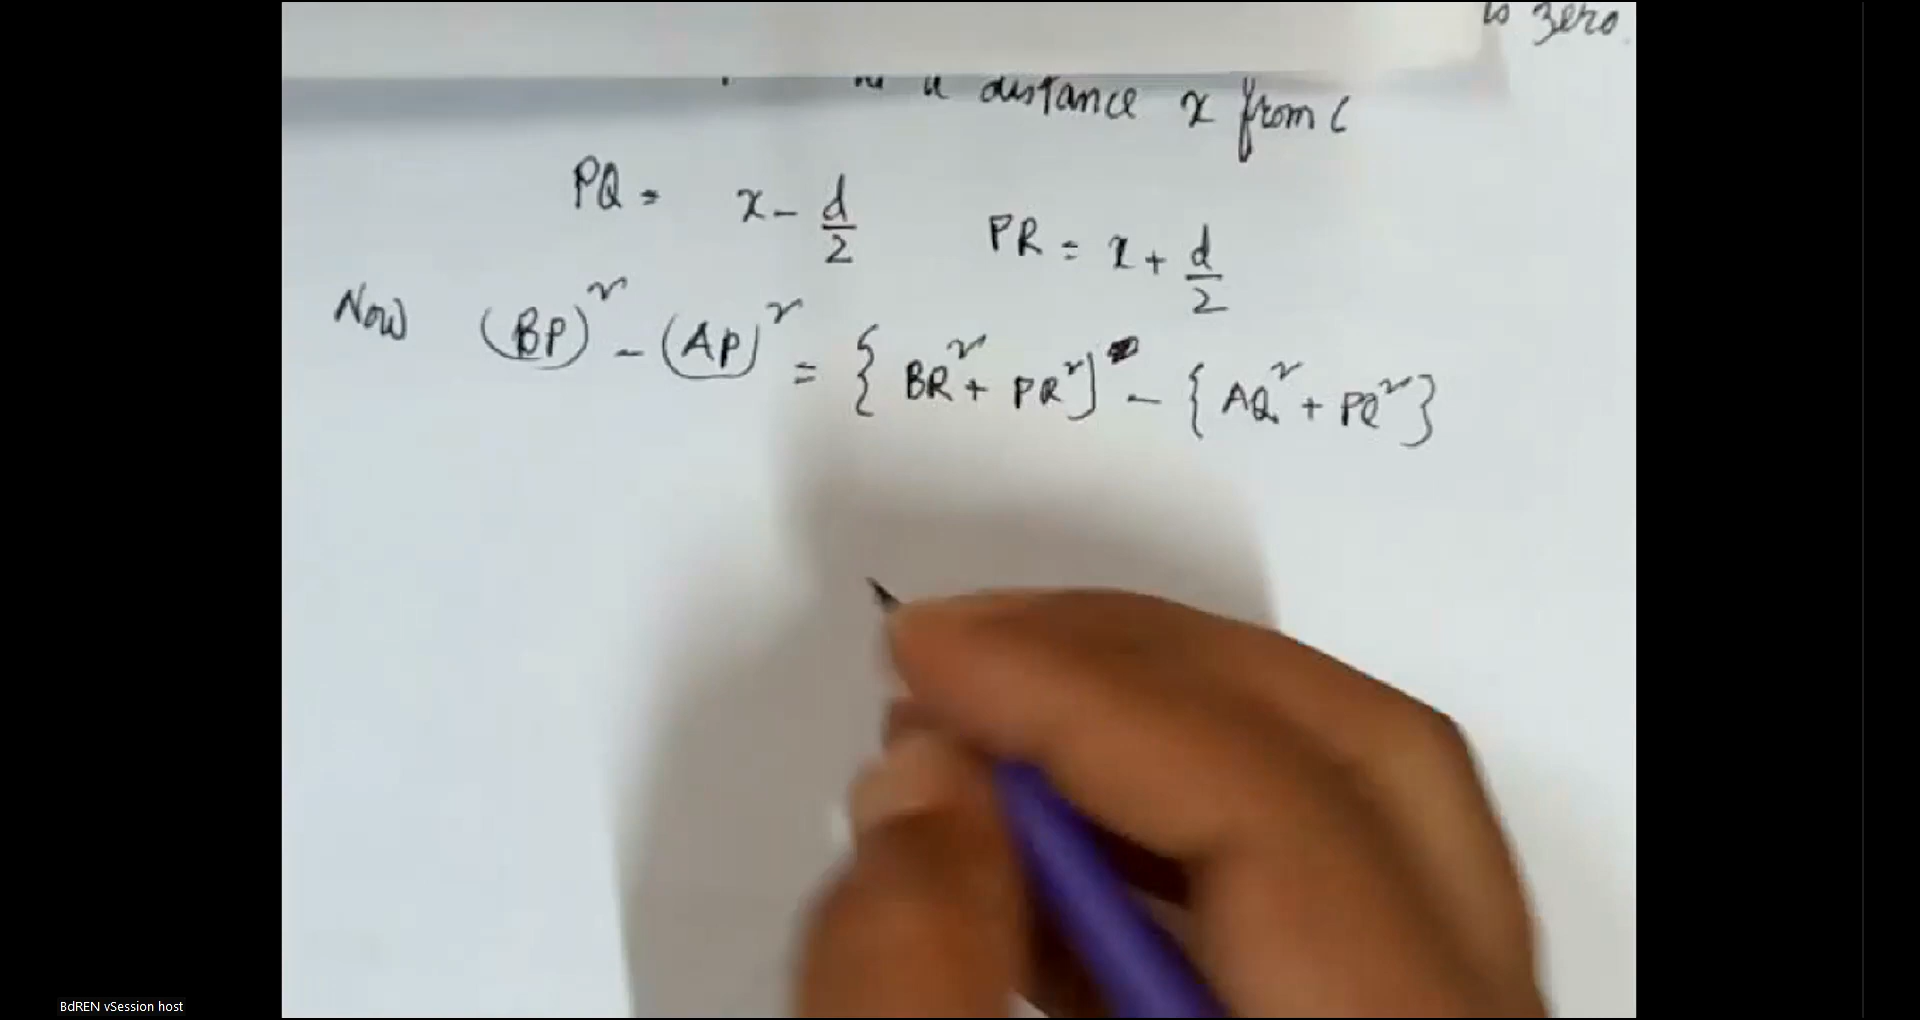 is zero.
a distance x from C
PQ = x - d/2 PR = x + d/2
Now (BP)² - (AP)² = { BR² + PR² } - { AQ² + PQ² }
BdREN vSession host